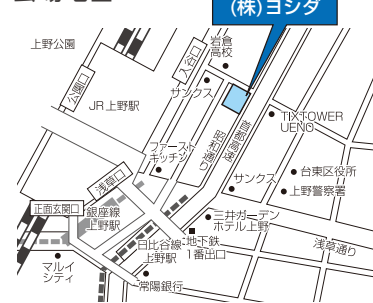 (株)ヨシダ
上野公園
公園口
JR上野駅
入谷口
岩倉
高校
サンクス
TIXTOWER
UENO
首都高速
昭和通り
ファースト
キッチン
浅草口
サンクス
台東区役所
上野警察署
正面玄関口
銀座線
上野駅
三井ガーデン
ホテル上野
日比谷線
上野駅
地下鉄
1番出口
浅草通り
マルイ
シティ
常陽銀行